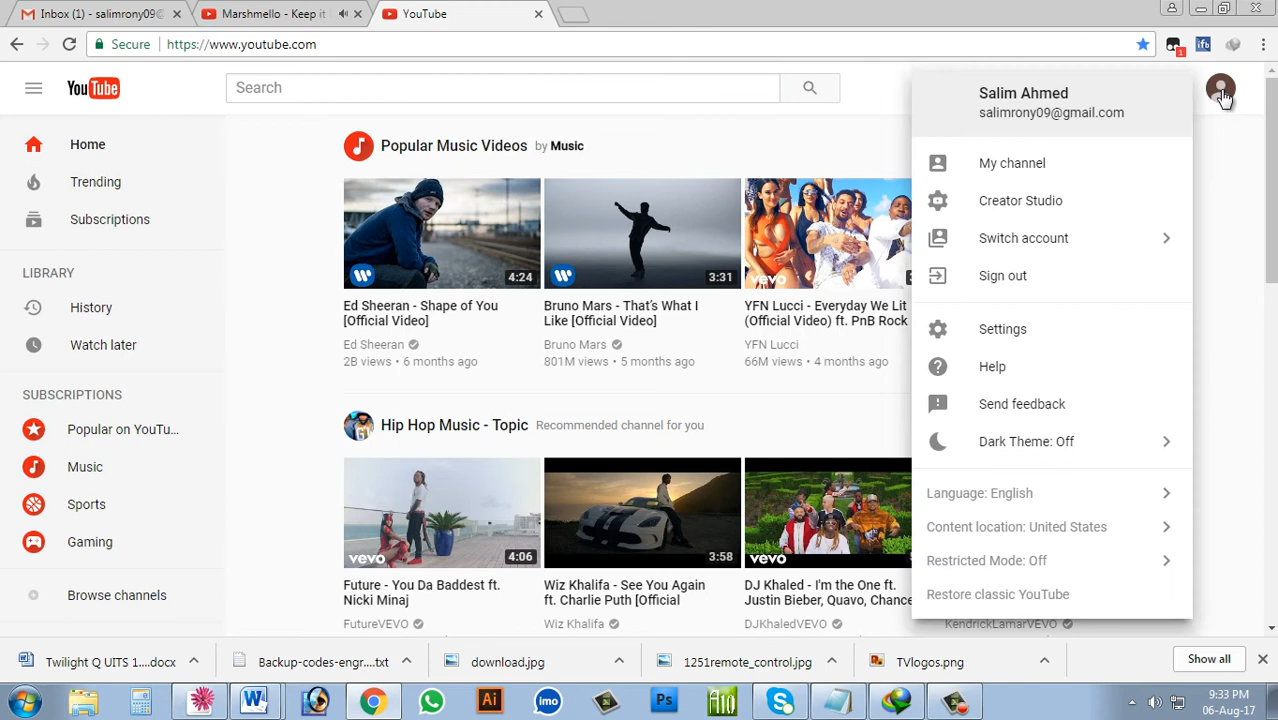 Inbox (1) - salimrony09@
Marshmello - Keep it
YouTube
Secure
https://www.youtube.com
1
ifb
YouTube
Search
Salim Ahmed
salimrony09@gmail.com
My channel
Creator Studio
Switch account
Sign out
Settings
Help
Send feedback
Dark Theme: Off
Language: English
Content location: United States
Restricted Mode: Off
Restore classic YouTube
Home
Trending
Subscriptions
LIBRARY
History
Watch later
SUBSCRIPTIONS
Popular on YouTu...
Music
Sports
Gaming
Browse channels
Popular Music Videos by Music
4:24
3:31
vevo
Ed Sheeran - Shape of You
[Official Video]
Ed Sheeran
2B views • 6 months ago
Bruno Mars - That's What I
Like [Official Video]
Bruno Mars
801M views • 5 months ago
YFN Lucci - Everyday We Lit
(Official Video) ft. PnB Rock
YFN Lucci
66M views • 4 months ago
Hip Hop Music - Topic Recommended channel for you
vevo
4:06
3:58
vevo
Future - You Da Baddest ft.
Nicki Minaj
FutureVEVO
Wiz Khalifa - See You Again
ft. Charlie Puth [Official
Wiz Khalifa
DJ Khaled - I'm the One ft.
Justin Bieber, Quavo, Chance
DJKhaledVEVO
KendrickLamarVEVO
Twilight Q UITS 1....docx
Backup-codes-engr....txt
download.jpg
1251remote_control.jpg
TVlogos.png
Show all
W
Ai
imo
Ps
9:33 PM
06-Aug-17